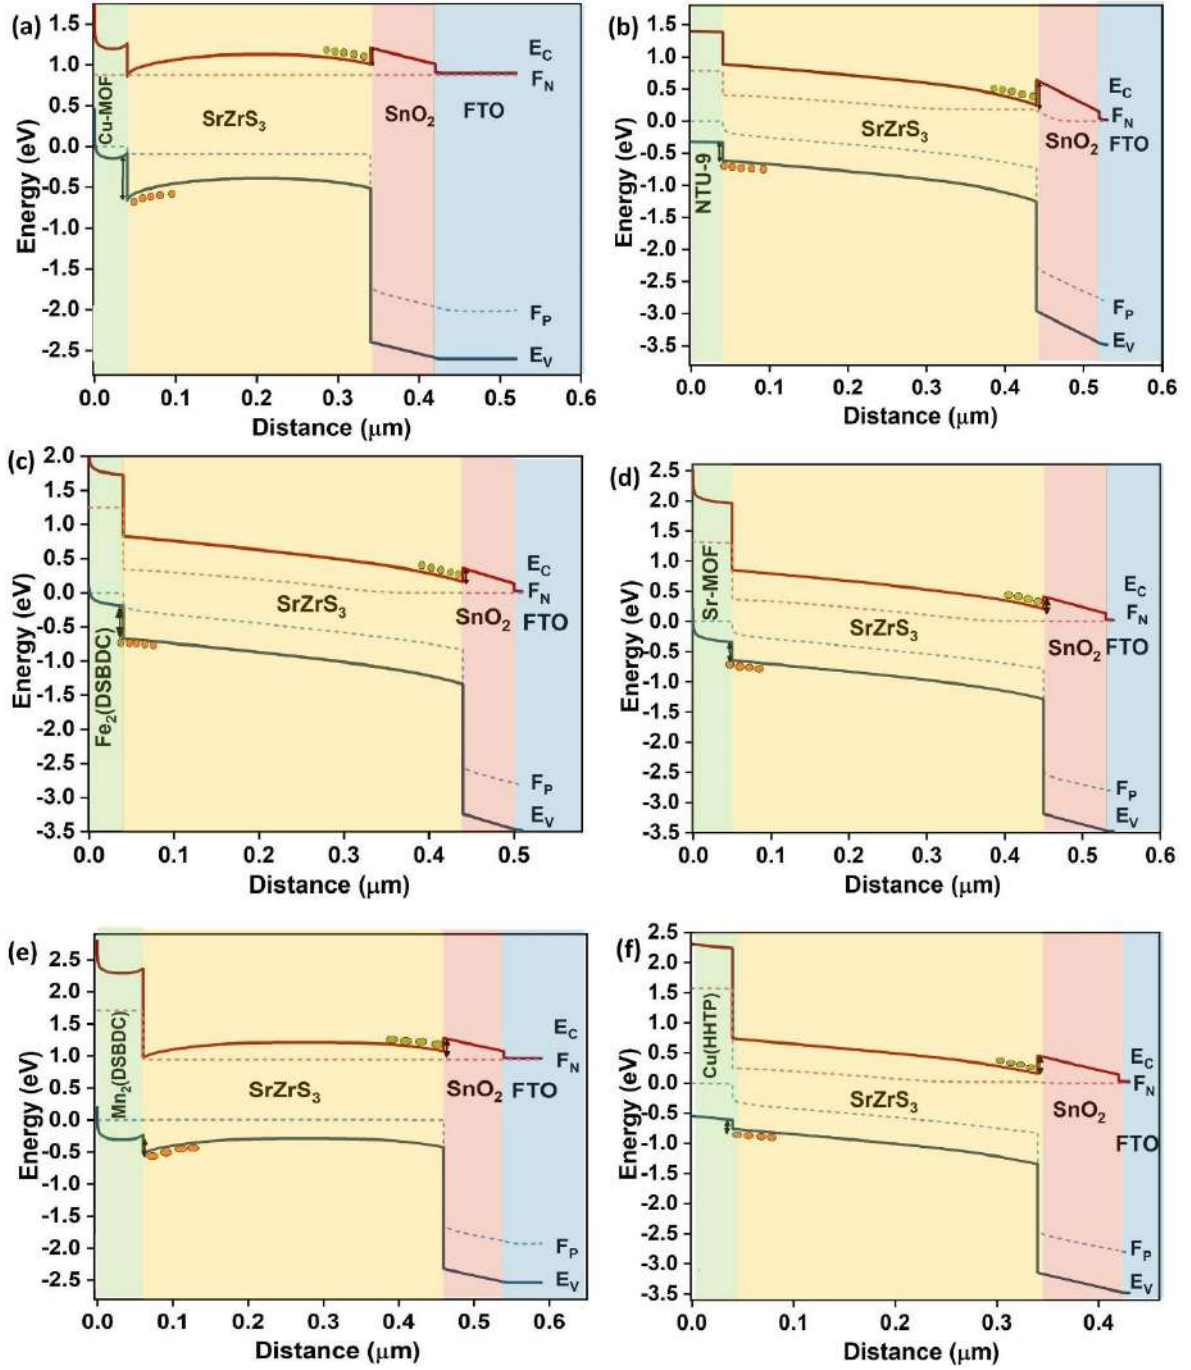 (a)
1.5
1.0
0.5
0.0
-0.5
-1.0
-1.5
-2.0
-2.5
Energy (eV)
Cu-MOF
SrZrS3
SnO2
FTO
EC
FN
FP
EV
0.0 0.1 0.2 0.3 0.4 0.5 0.6
Distance (μm)
(b)
1.5
1.0
0.5
0.0
-0.5
-1.0
-1.5
-2.0
-2.5
-3.0
-3.5
Energy (eV)
NTU-9
SrZrS3
SnO2
FTO
EC
FN
FP
EV
0.0 0.1 0.2 0.3 0.4 0.5 0.6
Distance (μm)
(c)
2.0
1.5
1.0
0.5
0.0
-0.5
-1.0
-1.5
-2.0
-2.5
-3.0
-3.5
Energy (eV)
Fe2(DSBDC)
SrZrS3
SnO2
FTO
EC
FN
FP
EV
0.0 0.1 0.2 0.3 0.4 0.5
Distance (μm)
(d)
2.5
2.0
1.5
1.0
0.5
0.0
-0.5
-1.0
-1.5
-2.0
-2.5
-3.0
-3.5
Energy (eV)
Sr-MOF
SrZrS3
SnO2
FTO
EC
FN
FP
EV
0.0 0.1 0.2 0.3 0.4 0.5 0.6
Distance (μm)
(e)
2.5
2.0
1.5
1.0
0.5
0.0
-0.5
-1.0
-1.5
-2.0
-2.5
Energy (eV)
Mn2(DSBDC)
SrZrS3
SnO2
FTO
EC
FN
FP
EV
0.0 0.1 0.2 0.3 0.4 0.5 0.6
Distance (μm)
(f)
2.5
2.0
1.5
1.0
0.5
0.0
-0.5
-1.0
-1.5
-2.0
-2.5
-3.0
-3.5
Energy (eV)
Cu(HHTP)
SrZrS3
SnO2
FTO
EC
FN
FP
EV
0.0 0.1 0.2 0.3 0.4
Distance (μm)